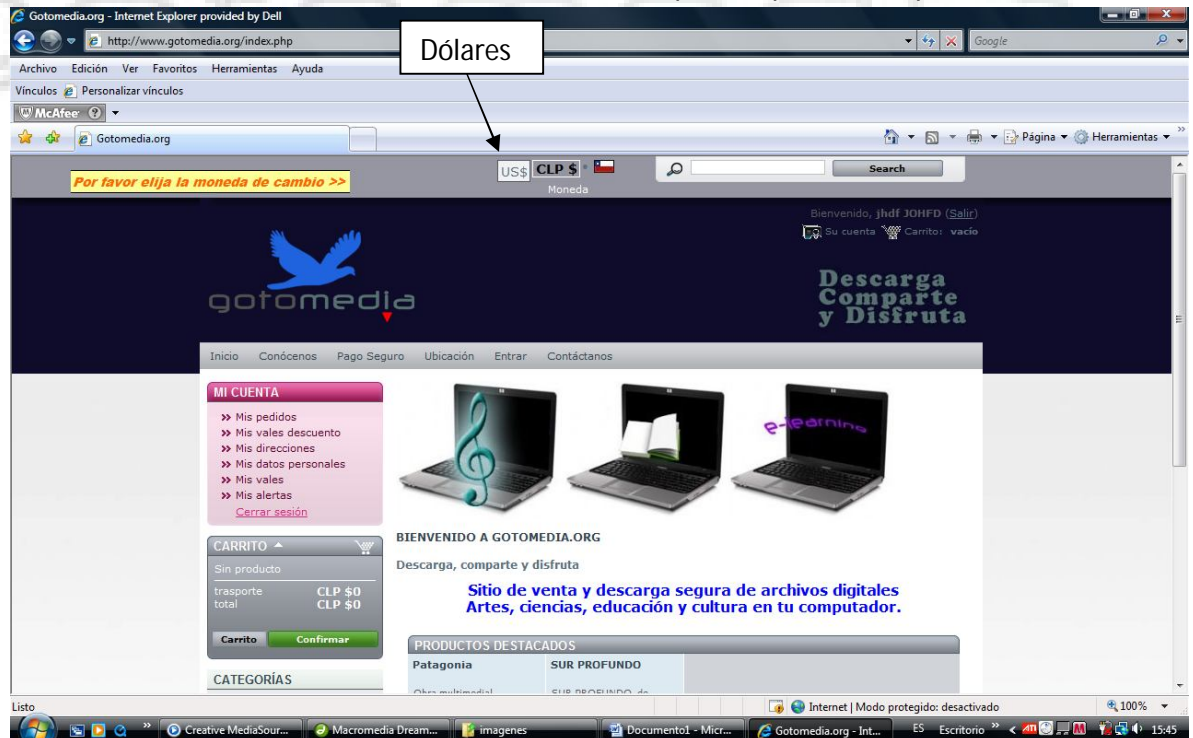 Gotomedia.org - Internet Explorer provided by Dell
http://www.gotomedia.org/index.php
Google
Dólares
Archivo Edición Ver Favoritos Herramientas Ayuda
Vínculos Personalizar vínculos
McAfee
Gotomedia.org
Página Herramientas
Por favor elija la moneda de cambio >>
US$ CLP $
Moneda
Search
Bienvenido, jhdf JOHFD (Salir)
Su cuenta Carrito: vacío
gotomedia
Descarga
Comparte
y Disfruta
Inicio Conócenos Pago Seguro Ubicación Entrar Contáctanos
MI CUENTA
Mis pedidos
Mis vales descuento
Mis direcciones
Mis datos personales
Mis vales
Mis alertas
Cerrar sesión
e-learning
CARRITO
Sin producto
trasporte CLP $0
total CLP $0
Carrito Confirmar
CATEGORÍAS
BIENVENIDO A GOTOMEDIA.ORG
Descarga, comparte y disfruta
Sitio de venta y descarga segura de archivos digitales
Artes, ciencias, educación y cultura en tu computador.
PRODUCTOS DESTACADOS
Patagonia SUR PROFUNDO
Obra multimedial SUR PROFUNDO, de
Listo
Internet | Modo protegido: desactivado
100%
Creative MediaSour... Macromedia Dream... imagenes Documento1 - Micr... Gotomedia.org - Int... ES Escritorio 15:45